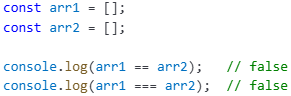 const arr1 = [];
const arr2 = [];
console.log(arr1 == arr2);   // false
console.log(arr1 === arr2);  // false